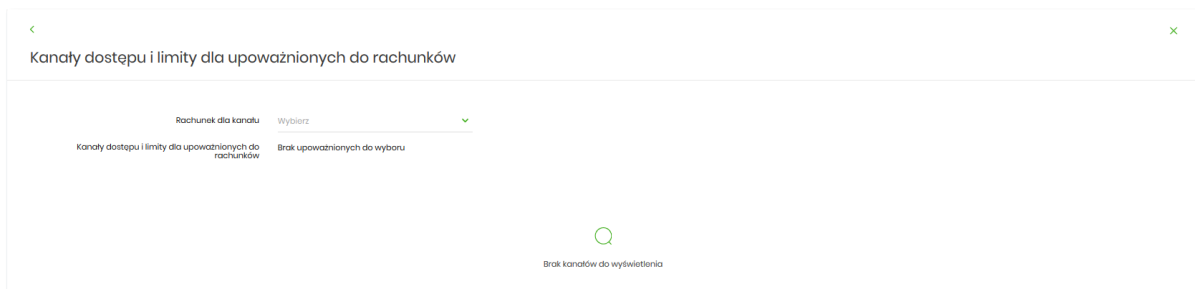 Kanały dostępu i limity dla upoważnionych do rachunków
Rachunek dla kanału
Wybierz
Kanały dostępu i limity dla upoważnionych do
rachunków
Brak upoważnionych do wyboru
Brak kanałów do wyświetlenia